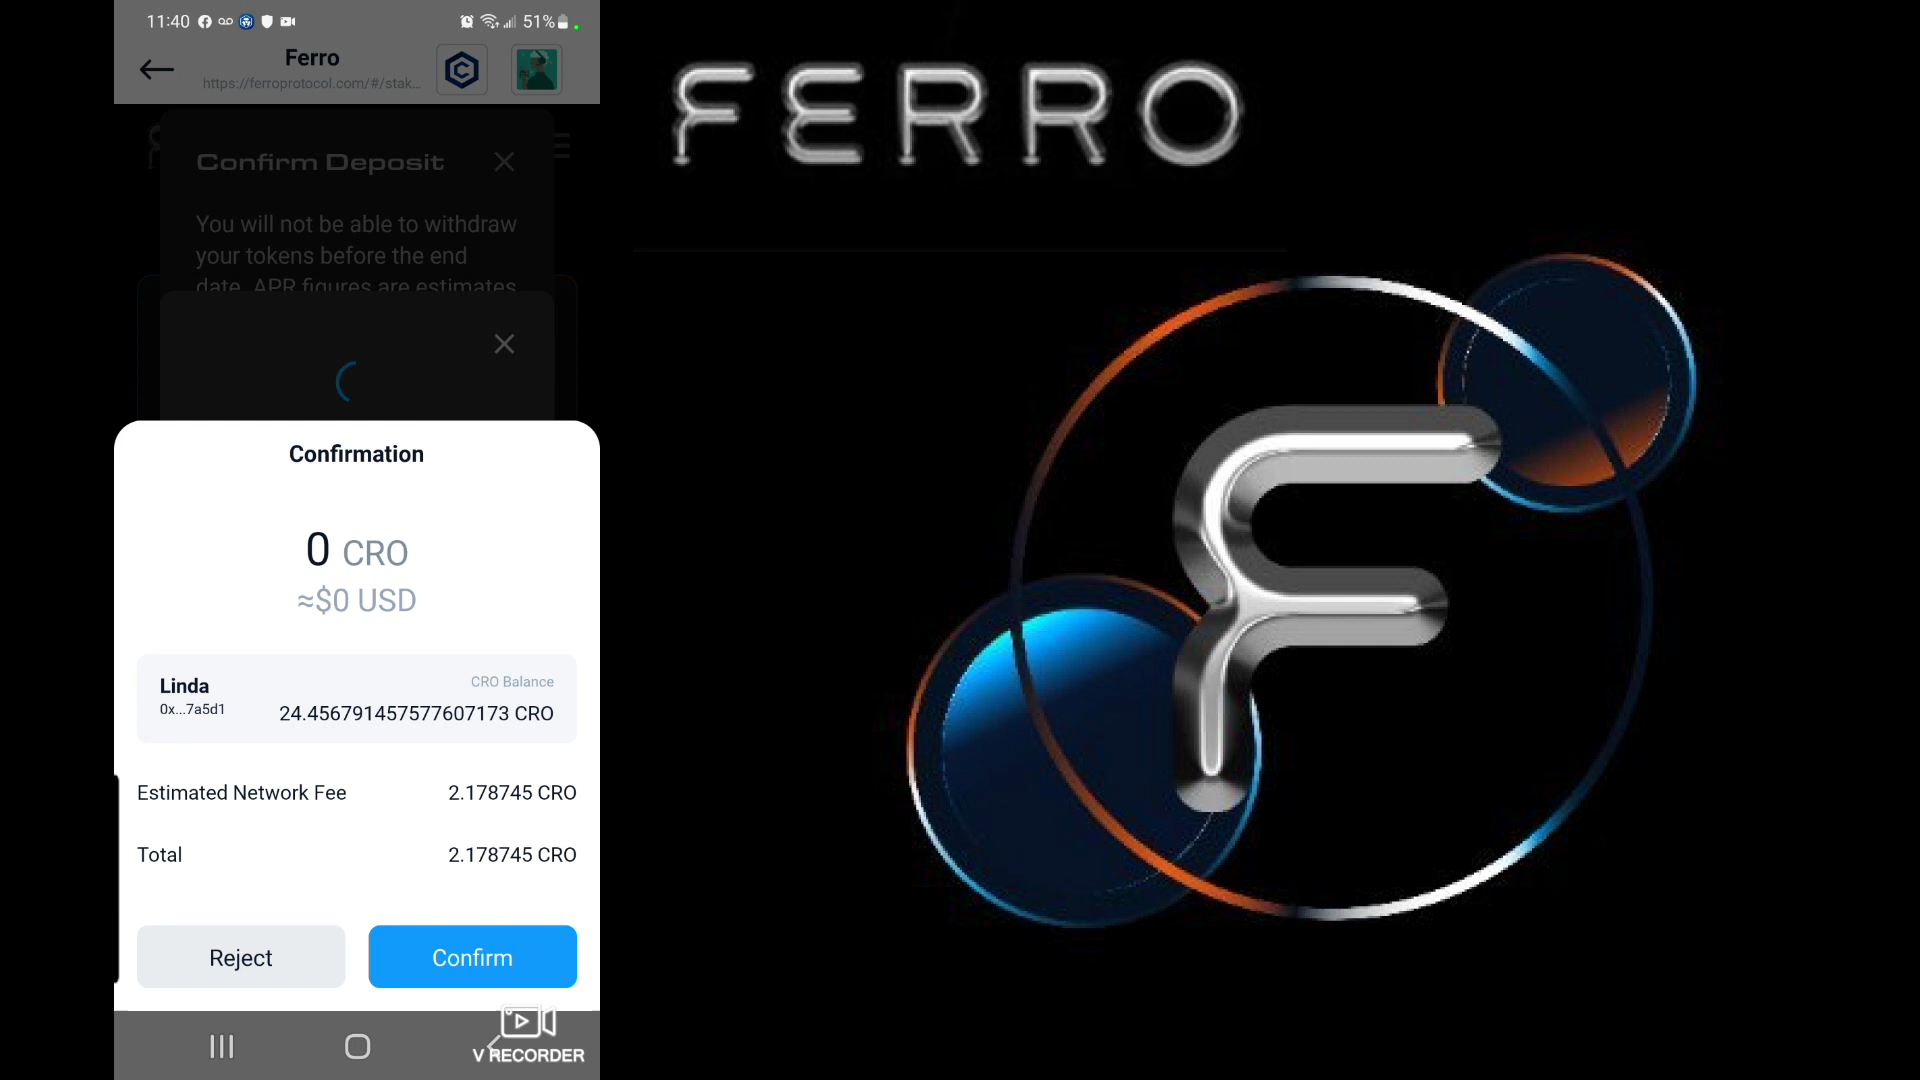 11:40
51%
Ferro
https://ferroprotocol.com/#/stak...
Confirm Deposit
You will not be able to withdraw
your tokens before the end
date. APR figures are estimates
Confirmation
0 CRO
≈$0 USD
Linda
CRO Balance
0x...7a5d1
24.456791457577607173 CRO
Estimated Network Fee
2.178745 CRO
Total
2.178745 CRO
Reject
Confirm
V RECORDER
FERRO